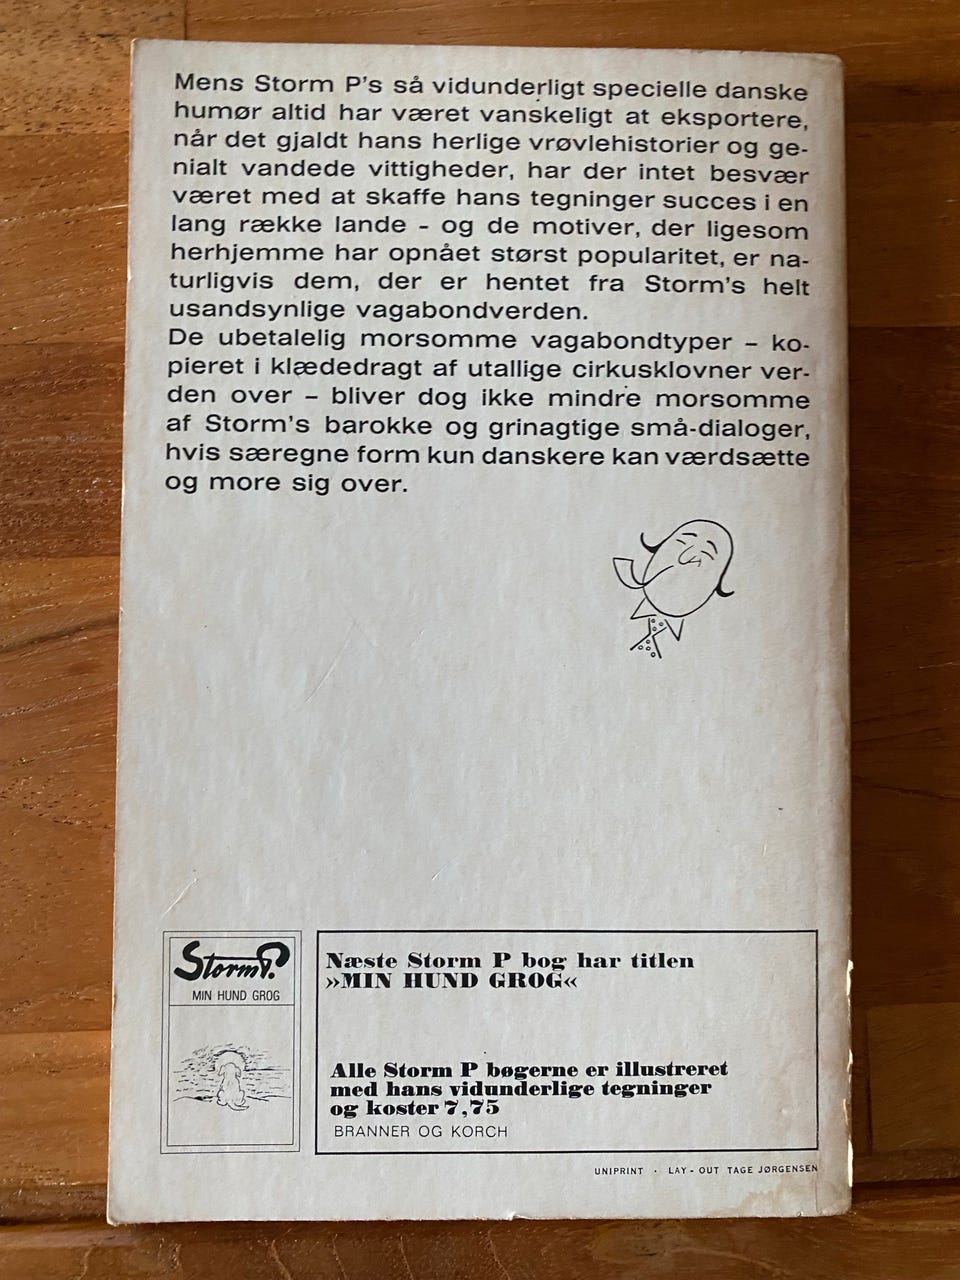 Mens Storm P's så vidunderligt specielle danske
humør altid har været vanskeligt at eksportere,
når det gjaldt hans herlige vrøvlehistorier og ge-
nialt vandede vittigheder, har der intet besvær
været med at skaffe hans tegninger succes i en
lang række lande - og de motiver, der ligesom
herhjemme har opnået størst popularitet, er na-
turligvis dem, der er hentet fra Storm's helt
usandsynlige vagabondverden.
De ubetalelig morsomme vagabondtyper – ko-
pieret i klædedragt af utallige cirkusklovner ver-
den over – bliver dog ikke mindre morsomme
af Storm's barokke og grinagtige små-dialoger,
hvis særegne form kun danskere kan værdsætte
og more sig over.
Storm P.
MIN HUND GROG
Næste Storm P bog har titlen
»MIN HUND GROG«
Alle Storm P bøgerne er illustreret
med hans vidunderlige tegninger
og koster 7,75
BRANNER OG KORCH
UNIPRINT · LAY-OUT TAGE JØRGENSEN